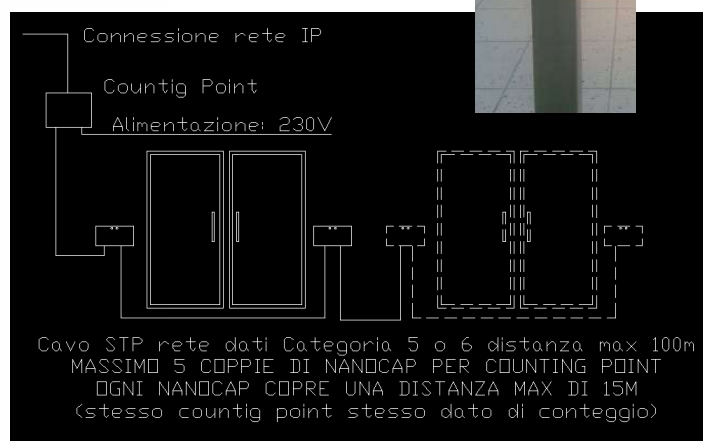 Connessione rete IP
Countig Point
Alimentazione: 230V
Cavo STP rete dati Categoria 5 o 6 distanza max 100m
MASSIMO 5 COPPIE DI NANOCAP PER COUNTING POINT
OGNI NANOCAP COPRE UNA DISTANZA MAX DI 15M
(stesso countig point stesso dato di conteggio)